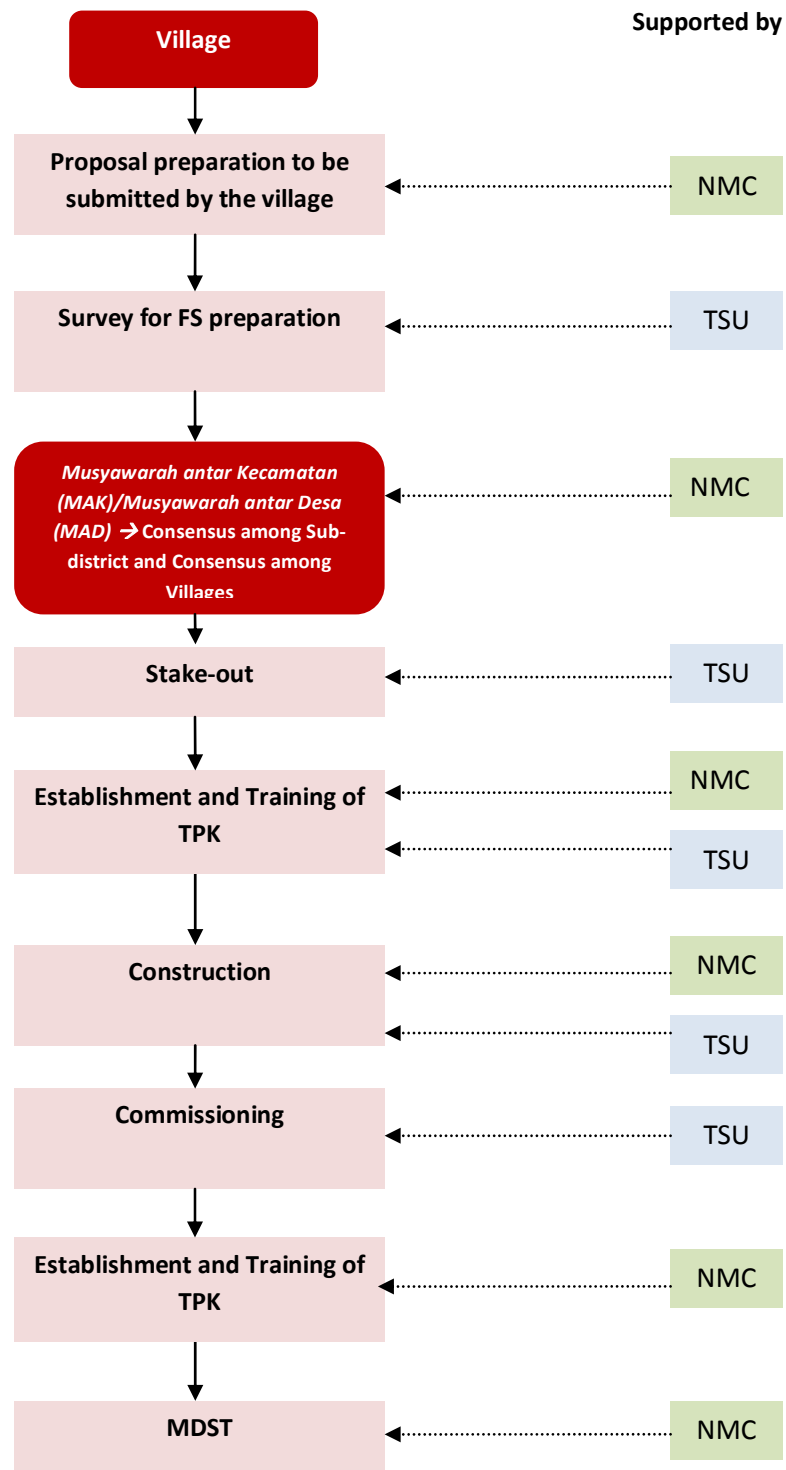 Village
Supported by
Proposal preparation to be
submitted by the village
NMC
Survey for FS preparation
TSU
Musyawarah antar Kecamatan
(MAK)/Musyawarah antar Desa
(MAD) → Consensus among Sub-
district and Consensus among
Villages
NMC
Stake-out
TSU
Establishment and Training of
TPK
NMC
TSU
Construction
NMC
TSU
Commissioning
TSU
Establishment and Training of
TPK
NMC
MDST
NMC